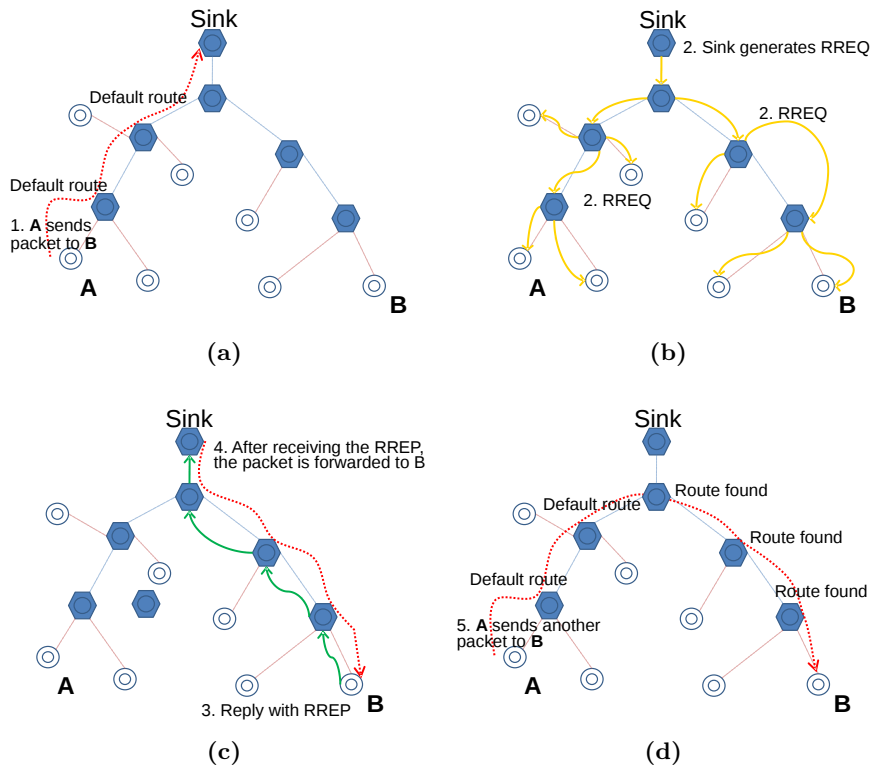 Sink
Default route
Default route
1. A sends
packet to B
A
B
(a)
Sink
2. Sink generates RREQ
2. RREQ
2. RREQ
A
B
(b)
Sink
4. After receiving the RREP,
the packet is forwarded to B
A
B
3. Reply with RREP
(c)
Sink
Route found
Default route
Route found
Default route
Route found
5. A sends another
packet to B
A
B
(d)